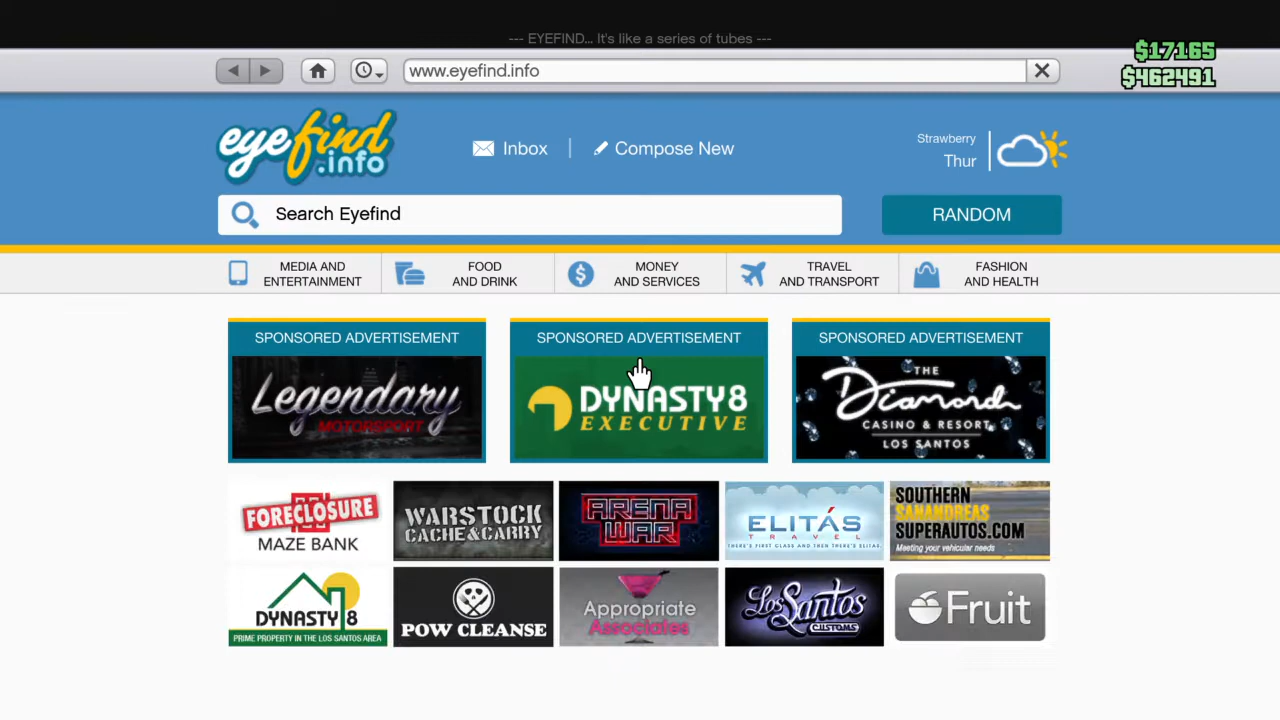 --- EYEFIND... It's like a series of tubes ---
$17165
$462491
www.eyefind.info
eyefind
.info
Inbox
Compose New
Strawberry
Thur
Search Eyefind
RANDOM
MEDIA AND
ENTERTAINMENT
FOOD
AND DRINK
MONEY
AND SERVICES
TRAVEL
AND TRANSPORT
FASHION
AND HEALTH
SPONSORED ADVERTISEMENT
Legendary
MOTORSPORT
SPONSORED ADVERTISEMENT
DYNASTY8
EXECUTIVE
SPONSORED ADVERTISEMENT
THE
Diamond
CASINO & RESORT
LOS SANTOS
FORECLOSURE
MAZE BANK
WARSTOCK
CACHE&CARRY
ARENA
WAR
ELITÁS
TRAVEL
THERE'S FIRST CLASS AND THEN THERE'S ELITÁS.
SOUTHERN
SANANDREAS
SUPERAUTOS.COM
Meeting your vehicular needs
DYNASTY 8
PRIME PROPERTY IN THE LOS SANTOS AREA
POW CLEANSE
Appropriate
Associates
Los Santos
CUSTOMS
Fruit